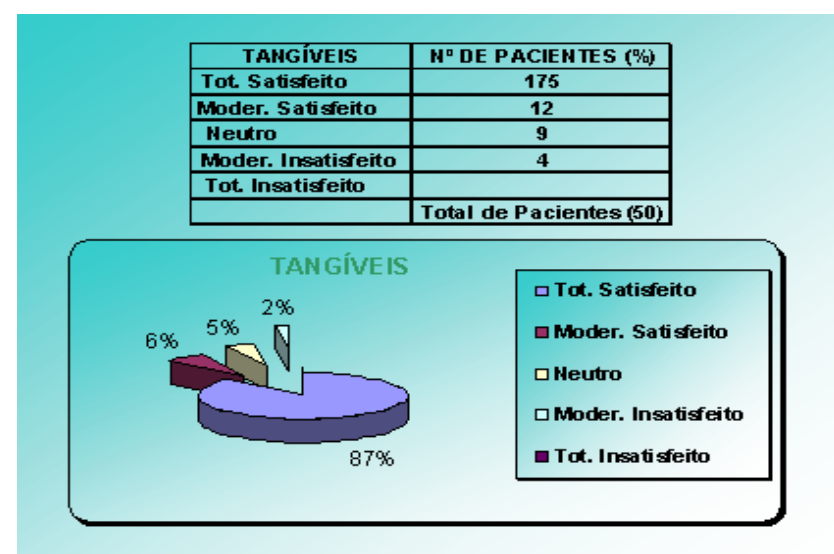 TANGÍVEIS Nº DE PACIENTES (%)
Tot. Satisfeito 175
Moder. Satisfeito 12
Neutro 9
Moder. Insatisfeito 4
Tot. Insatisfeito
Total de Pacientes (50)
TANGÍVEIS
2%
5%
6%
87%
Tot. Satisfeito
Moder. Satisfeito
Neutro
Moder. Insatisfeito
Tot. Insatisfeito